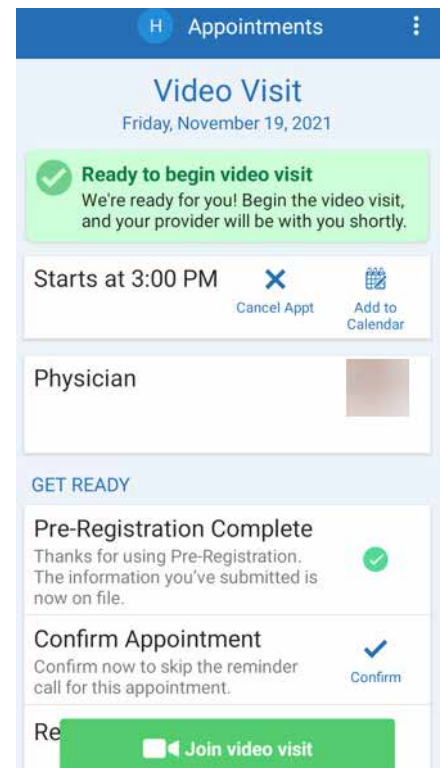 H Appointments
Video Visit
Friday, November 19, 2021
Ready to begin video visit
We're ready for you! Begin the video visit,
and your provider will be with you shortly.
Starts at 3:00 PM
Cancel Appt
Add to
Calendar
Physician
GET READY
Pre-Registration Complete
Thanks for using Pre-Registration.
The information you've submitted is
now on file.
Confirm Appointment
Confirm now to skip the reminder
call for this appointment.
Confirm
Re
Join video visit